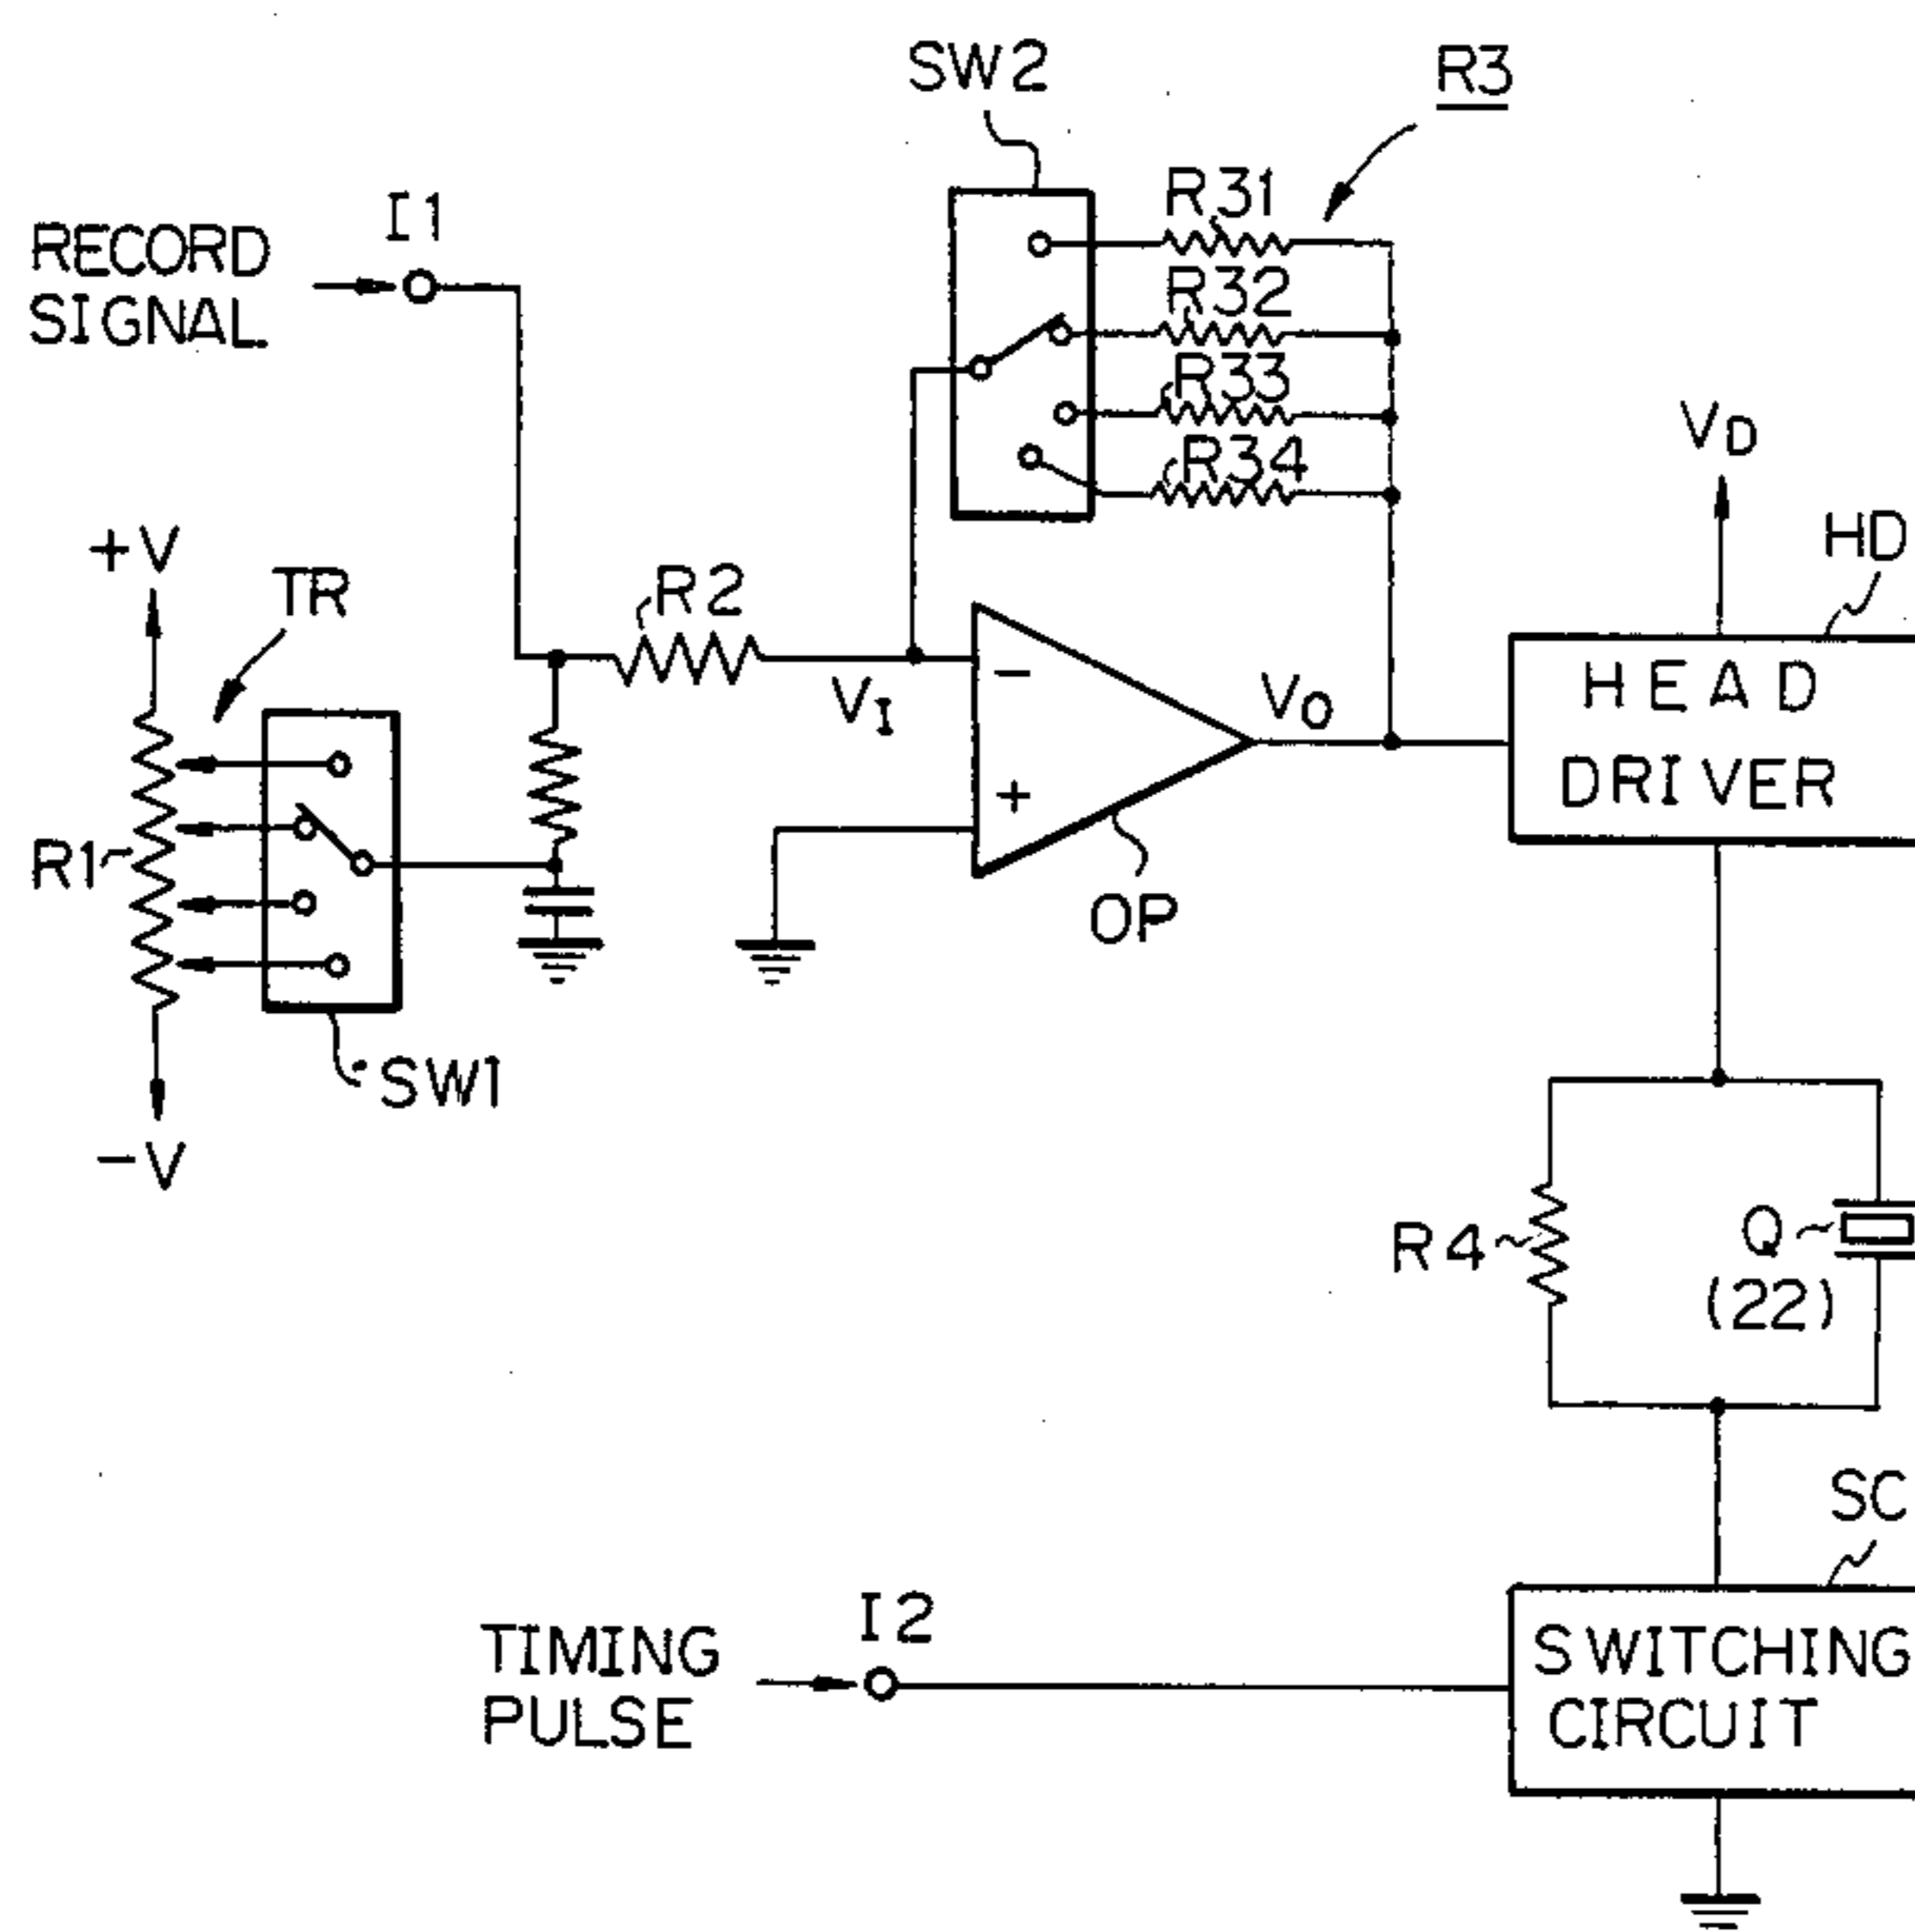 SW2
R3
I1
RECORD
SIGNAL
R31
R32
R33
R34
VD
+V
TR
R2
HD
VI
VO
HEAD
DRIVER
-
+
R1
OP
SW1
-V
R4
Q
(22)
SC
I2
TIMING
PULSE
SWITCHING
CIRCUIT